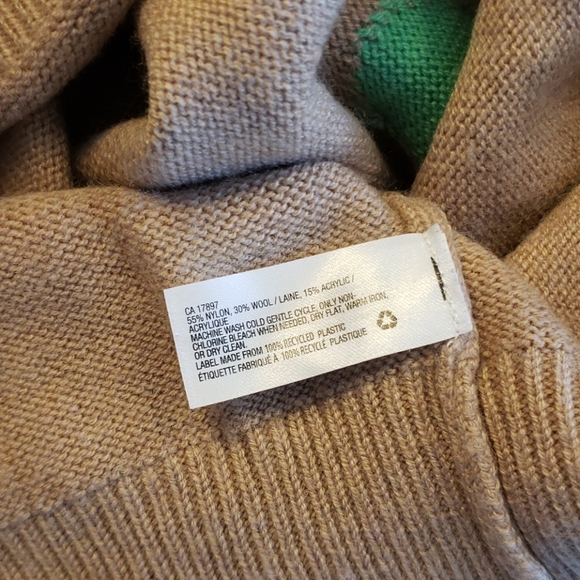 CA 17897
55% NYLON, 30% WOOL / LAINE, 15% ACRYLIC /
ACRYLIQUE
MACHINE WASH COLD GENTLE CYCLE, ONLY NON-
CHLORINE BLEACH WHEN NEEDED, DRY FLAT, WARM IRON,
OR DRY CLEAN.
LABEL MADE FROM 100% RECYCLED PLASTIC
ÉTIQUETTE FABRIQUÉ À 100% RECYCLÉ PLASTIQUE